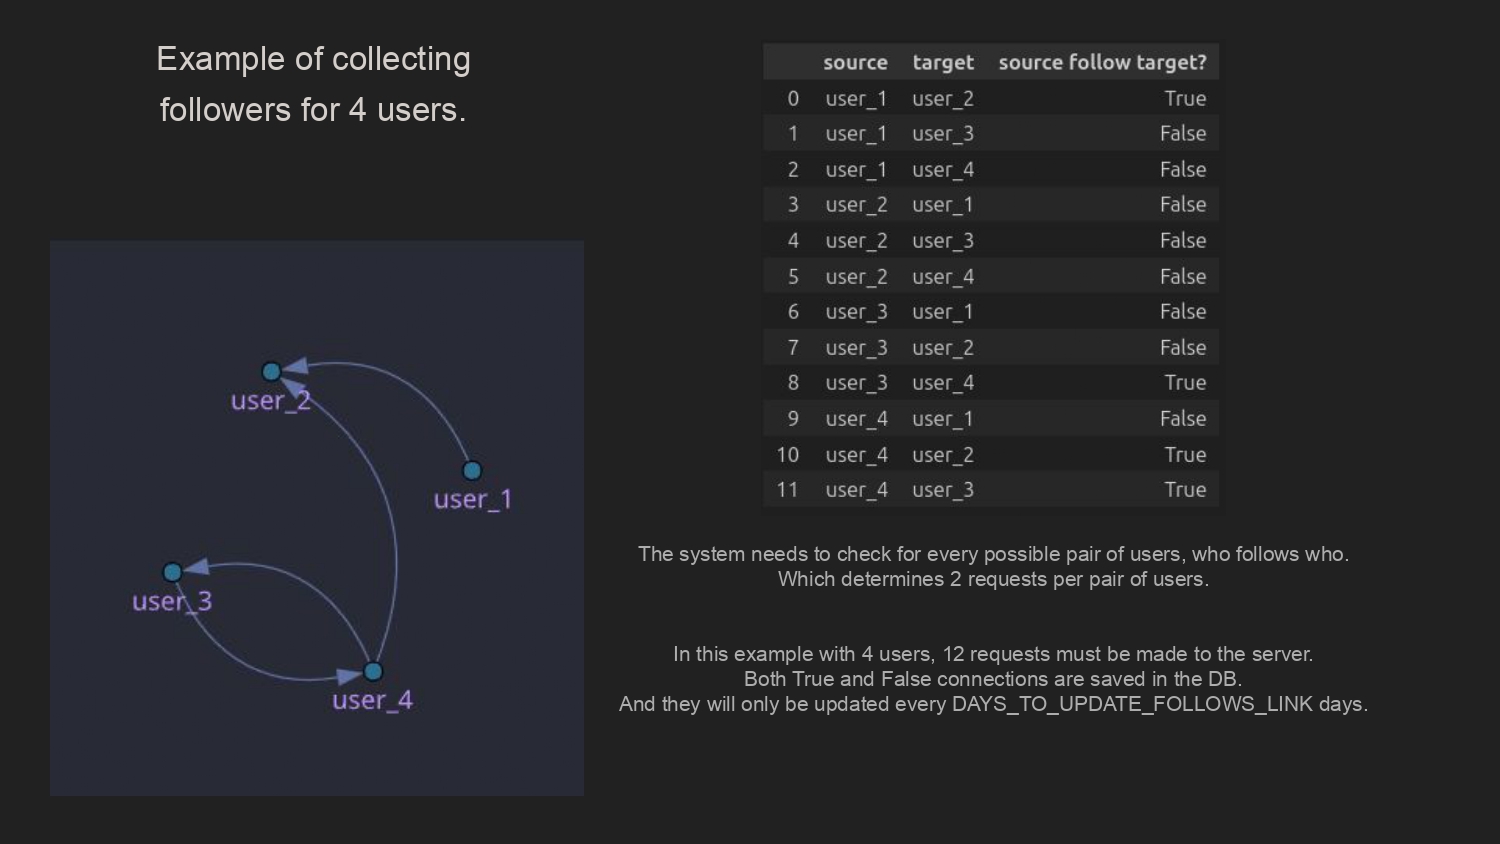 Example of collecting
followers for 4 users.
source target source follow target?
0 user_1 user_2 True
1 user_1 user_3 False
2 user_1 user_4 False
3 user_2 user_1 False
4 user_2 user_3 False
5 user_2 user_4 False
6 user_3 user_1 False
7 user_3 user_2 False
8 user_3 user_4 True
9 user_4 user_1 False
10 user_4 user_2 True
11 user_4 user_3 True
user_2
user_1
user_3
user_4
The system needs to check for every possible pair of users, who follows who.
Which determines 2 requests per pair of users.
In this example with 4 users, 12 requests must be made to the server.
Both True and False connections are saved in the DB.
And they will only be updated every DAYS_TO_UPDATE_FOLLOWS_LINK days.